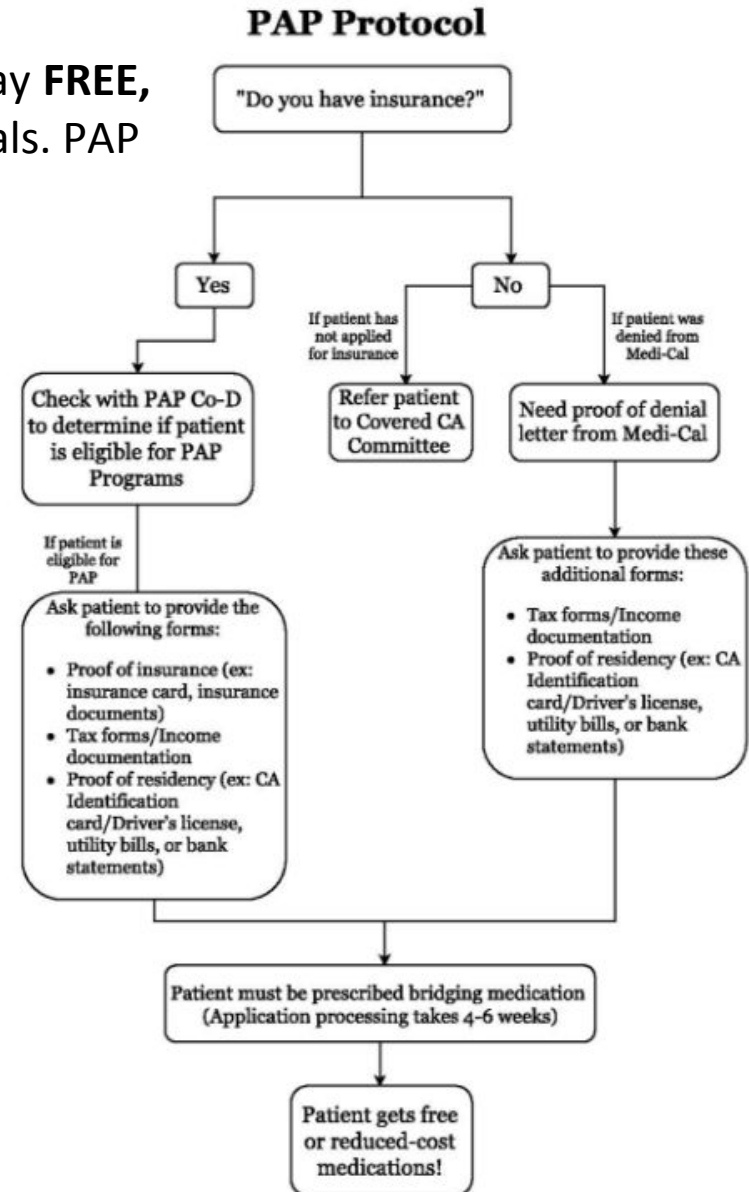 PAP Protocol
ay FREE,
als. PAP
"Do you have insurance?"
Yes
No
If patient has
not applied
for insurance
If patient was
denied from
Medi-Cal
Check with PAP Co-D
to determine if patient
is eligible for PAP
Programs
Refer patient
to Covered CA
Committee
Need proof of denial
letter from Medi-Cal
If patient is
eligible for
PAP
Ask patient to provide the
following forms:
• Proof of insurance (ex:
insurance card, insurance
documents)
• Tax forms/Income
documentation
• Proof of residency (ex: CA
Identification
card/Driver's license,
utility bills, or bank
statements)
Ask patient to provide these
additional forms:
• Tax forms/Income
documentation
• Proof of residency (ex: CA
Identification
card/Driver's license,
utility bills, or bank
statements)
Patient must be prescribed bridging medication
(Application processing takes 4-6 weeks)
Patient gets free
or reduced-cost
medications!